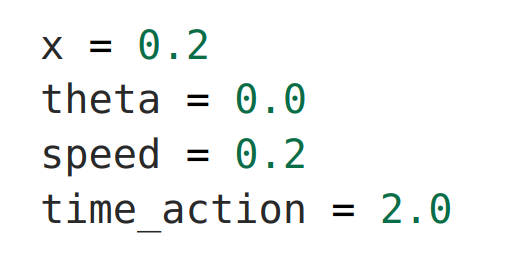 x = 0.2
theta = 0.0
speed = 0.2
time_action = 2.0